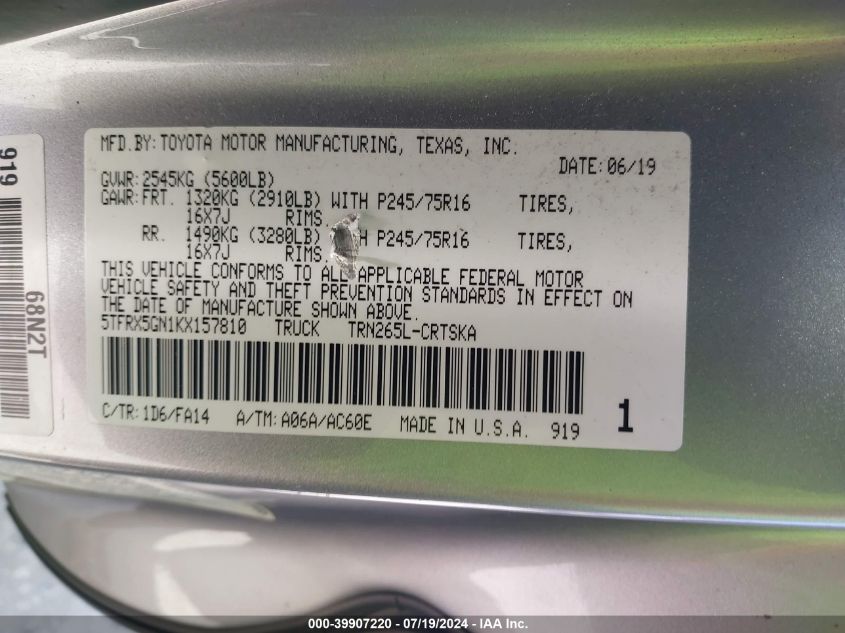 MFD.BY: TOYOTA MOTOR MANUFACTURING, TEXAS, INC.
DATE: 06/19
GVWR: 2545KG (5600LB)
GAWR: FRT. 1320KG (2910LB) WITH P245/75R16 TIRES,
16X7J RIMS.
RR. 1490KG (3280LB) H P245/75R16 TIRES,
16X7J RIMS.
THIS VEHICLE CONFORMS TO ALL APPLICABLE FEDERAL MOTOR
VEHICLE SAFETY AND THEFT PREVENTION STANDARDS IN EFFECT ON
THE DATE OF MANUFACTURE SHOWN ABOVE.
5TFRX5GN1KX157810 TRUCK TRN265L-CRTSKA
C/TR: 1D6/FA14 A/TM: A06A/AC60E MADE IN U.S.A. 919
1
919
68N2T
000-39907220 - 07/19/2024 - IAA Inc.